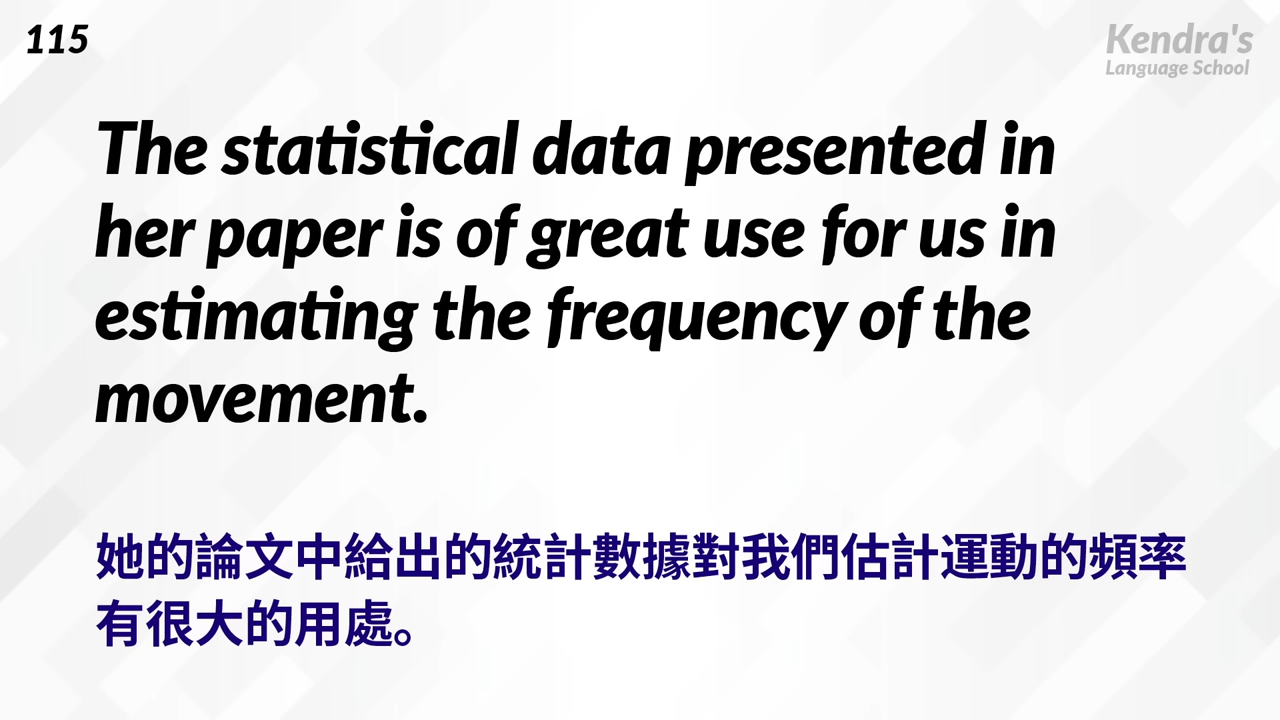 115
Kendra's
Language School
The statistical data presented in
her paper is of great use for us in
estimating the frequency of the
movement.
她的論文中給出的統計數據對我們估計運動的頻率
有很大的用處。